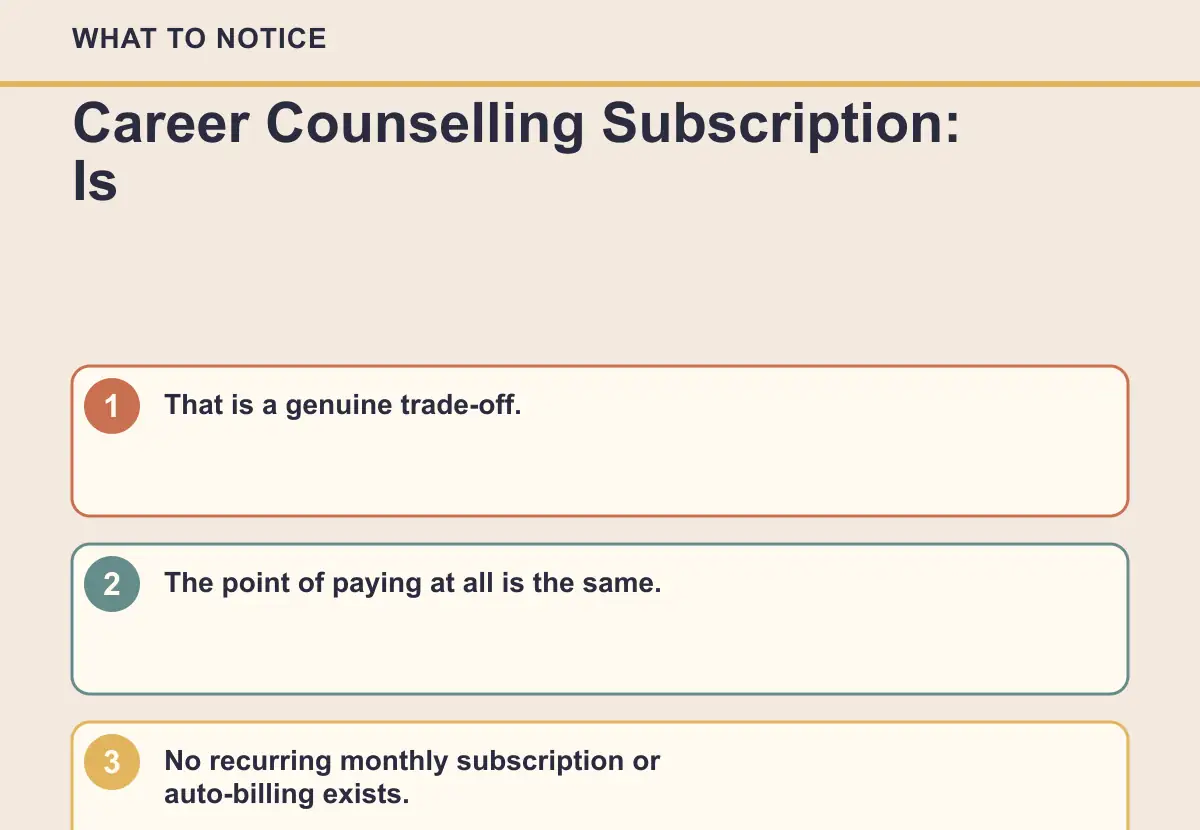 WHAT TO NOTICE
Career Counselling Subscription:
Is
1
That is a genuine trade-off.
2
The point of paying at all is the same.
3
No recurring monthly subscription or
auto-billing exists.